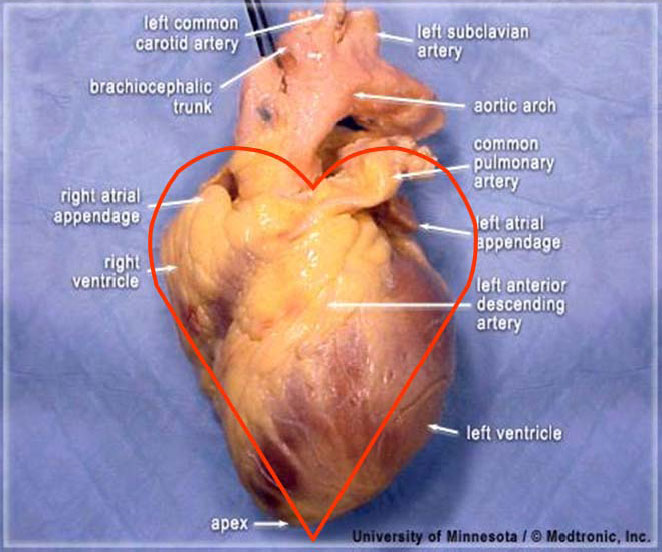 left common
carotid artery
left subclavian
artery
brachiocephalic
trunk
aortic arch
common
pulmonary
artery
right atrial
appendage
left atrial
appendage
right
ventricle
left anterior
descending
artery
left ventricle
apex
University of Minnesota / © Medtronic, Inc.